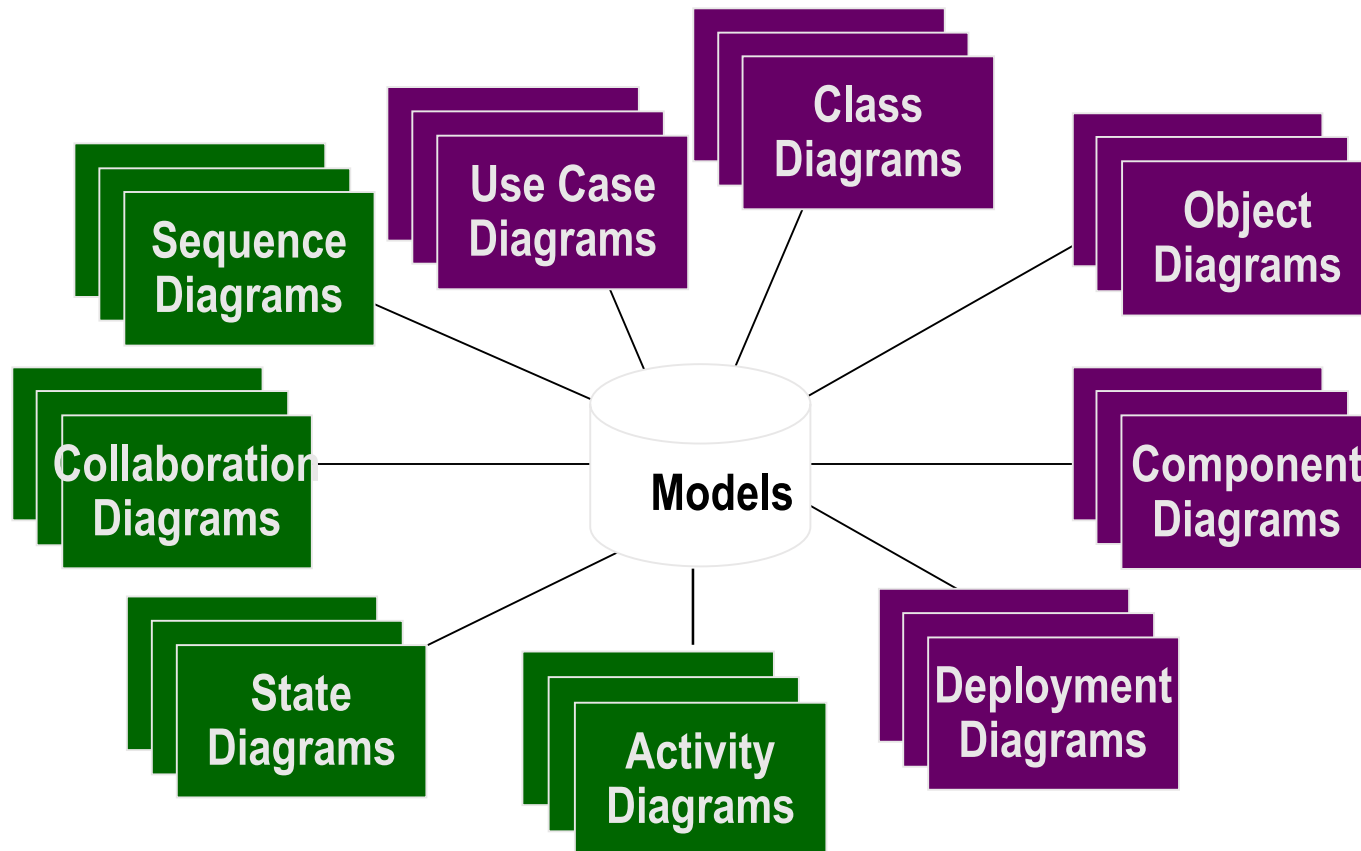 Class
Diagrams
Use Case
Diagrams
Object
Diagrams
Sequence
Diagrams
Collaboration
Diagrams
Models
Component
Diagrams
State
Diagrams
Deployment
Diagrams
Activity
Diagrams